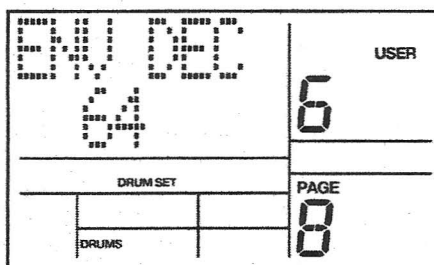 ENV DEC
USER
64
6
DRUM SET
PAGE
8
DRUMS